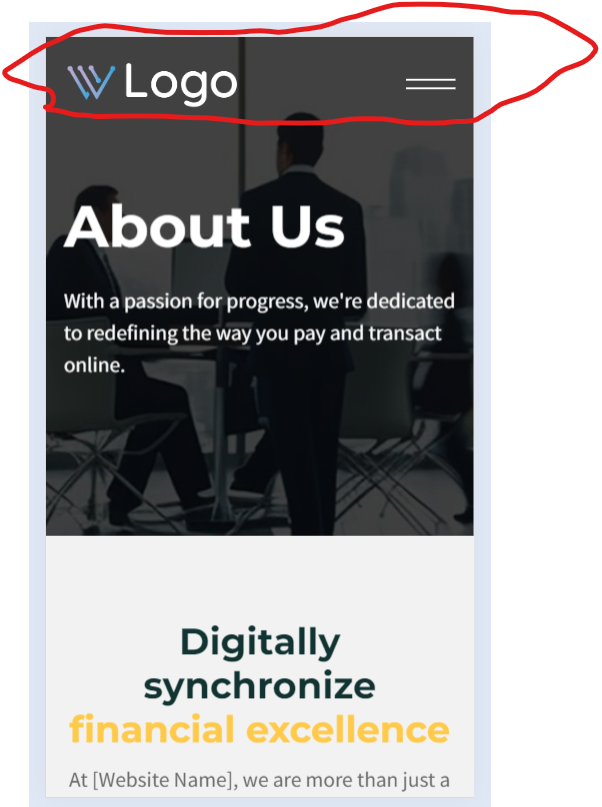 Logo
About Us
With a passion for progress, we're dedicated
to redefining the way you pay and transact
online.
Digitally
synchronize
financial excellence
At [Website Name], we are more than just a